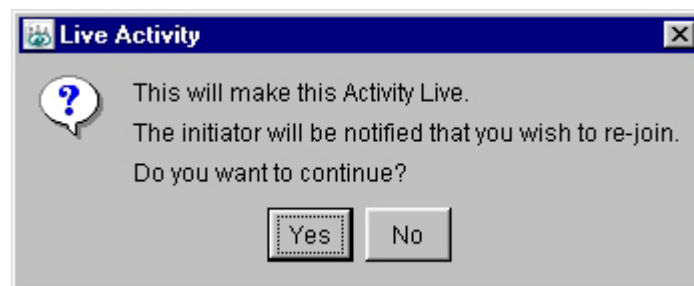 Live Activity
?
This will make this Activity Live.
The initiator will be notified that you wish to re-join.
Do you want to continue?
Yes No